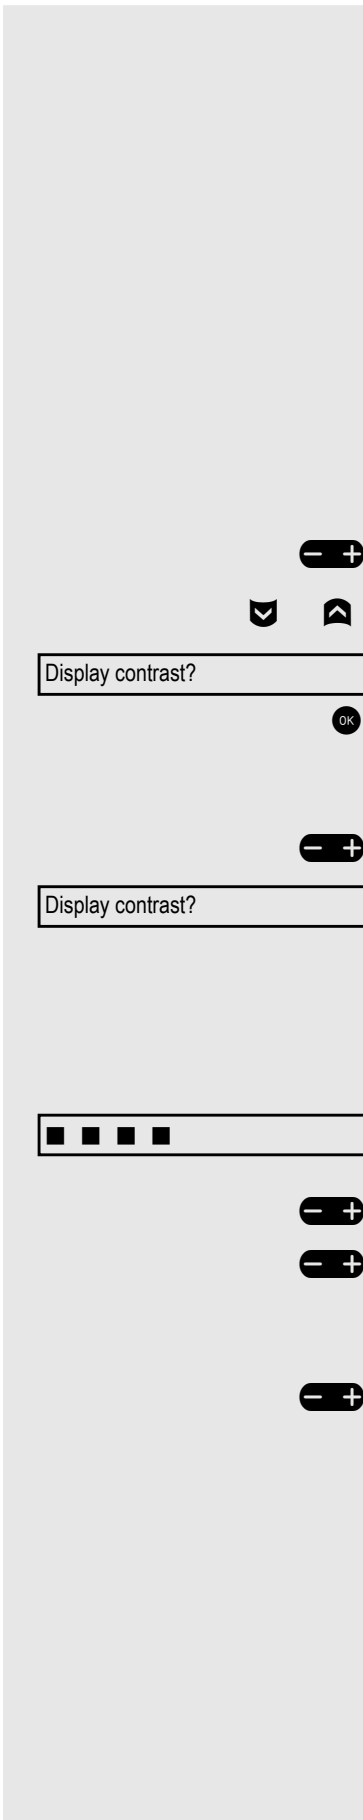 − +
Display contrast?
OK
− +
Display contrast?
− +
− +
− +